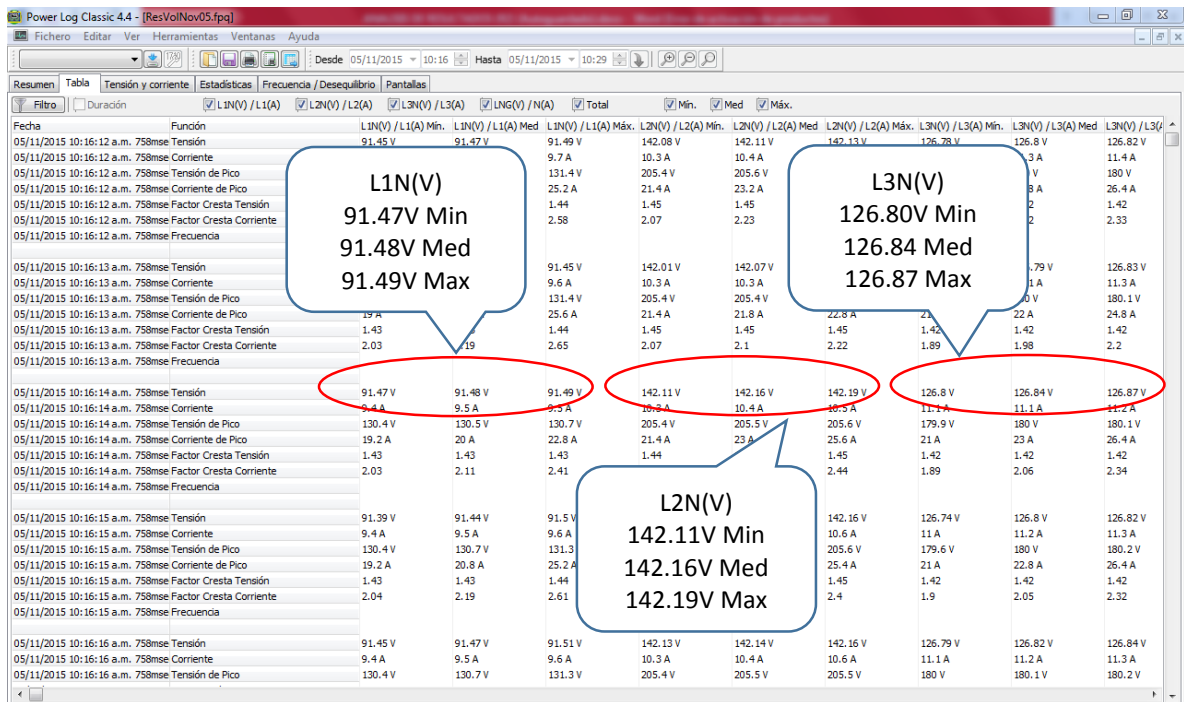 Power Log Classic 4.4 - [ResVolNov05.fpq]
Fichero Editar Ver Herramientas Ventanas Ayuda
Desde 05/11/2015 10:16 Hasta 05/11/2015 10:29
Resumen Tabla Tensión y corriente Estadísticas Frecuencia / Desequilibrio Pantallas
Filtro Duración L1N(V) / L1(A) L2N(V) / L2(A) L3N(V) / L3(A) LNG(V) / N(A) Total Mín. Med Máx.
Fecha Función L1N(V) / L1(A) Mín. L1N(V) / L1(A) Med L1N(V) / L1(A) Máx. L2N(V) / L2(A) Mín. L2N(V) / L2(A) Med L2N(V) / L2(A) Máx. L3N(V) / L3(A) Mín. L3N(V) / L3(A) Med L3N(V) / L3(/
05/11/2015 10:16:12 a.m. 758mse Tensión 91.45 V 91.47 V 91.49 V 142.08 V 142.11 V 142.13 V 126.78 V 126.8 V 126.82 V
05/11/2015 10:16:12 a.m. 758mse Corriente 9.7 A 10.3 A 10.4 A .3 A 11.4 A
05/11/2015 10:16:12 a.m. 758mse Tensión de Pico 131.4 V 205.4 V 205.6 V V 180 V
05/11/2015 10:16:12 a.m. 758mse Corriente de Pico 25.2 A 21.4 A 23.2 A 8 A 26.4 A
05/11/2015 10:16:12 a.m. 758mse Factor Cresta Tensión 1.44 1.45 1.45 2 1.42
05/11/2015 10:16:12 a.m. 758mse Factor Cresta Corriente 2.58 2.07 2.23 2 2.33
05/11/2015 10:16:12 a.m. 758mse Frecuencia
L1N(V)
91.47V Min
91.48V Med
91.49V Max
L3N(V)
126.80V Min
126.84 Med
126.87 Max
05/11/2015 10:16:13 a.m. 758mse Tensión 91.45 V 142.01 V 142.07 V .79 V 126.83 V
05/11/2015 10:16:13 a.m. 758mse Corriente 9.6 A 10.3 A 10.3 A 1 A 11.3 A
05/11/2015 10:16:13 a.m. 758mse Tensión de Pico 131.4 V 205.4 V 205.4 V 0 V 180.1 V
05/11/2015 10:16:13 a.m. 758mse Corriente de Pico 19 A 25.6 A 21.4 A 21.8 A 22.8 A 21 22 A 24.8 A
05/11/2015 10:16:13 a.m. 758mse Factor Cresta Tensión 1.43 1.44 1.45 1.45 1.45 1.42 1.42 1.42
05/11/2015 10:16:13 a.m. 758mse Factor Cresta Corriente 2.03 .19 2.65 2.07 2.1 2.22 1.89 1.98 2.2
05/11/2015 10:16:13 a.m. 758mse Frecuencia
05/11/2015 10:16:14 a.m. 758mse Tensión 91.47 V 91.48 V 91.49 V 142.11 V 142.16 V 142.19 V 126.8 V 126.84 V 126.87 V
05/11/2015 10:16:14 a.m. 758mse Corriente 9.4 A 9.5 A 9.5 A 10.3 A 10.4 A 10.5 A 11.1 A 11.1 A 11.2 A
05/11/2015 10:16:14 a.m. 758mse Tensión de Pico 130.4 V 130.5 V 130.7 V 205.4 V 205.5 V 205.6 V 179.9 V 180 V 180.1 V
05/11/2015 10:16:14 a.m. 758mse Corriente de Pico 19.2 A 20 A 22.8 A 21.4 A 23 A 25.6 A 21 A 23 A 26.4 A
05/11/2015 10:16:14 a.m. 758mse Factor Cresta Tensión 1.43 1.43 1.43 1.44 1.45 1.42 1.42 1.42
05/11/2015 10:16:14 a.m. 758mse Factor Cresta Corriente 2.03 2.11 2.41 2.44 1.89 2.06 2.34
05/11/2015 10:16:14 a.m. 758mse Frecuencia
L2N(V)
142.11V Min
142.16V Med
142.19V Max
05/11/2015 10:16:15 a.m. 758mse Tensión 91.39 V 91.44 V 91.5 V 142.16 V 126.74 V 126.8 V 126.82 V
05/11/2015 10:16:15 a.m. 758mse Corriente 9.4 A 9.5 A 9.6 A 10.6 A 11 A 11.2 A 11.3 A
05/11/2015 10:16:15 a.m. 758mse Tensión de Pico 130.4 V 130.7 V 131.3 205.6 V 179.6 V 180 V 180.2 V
05/11/2015 10:16:15 a.m. 758mse Corriente de Pico 19.2 A 20.8 A 25.2 A 25.4 A 21 A 22.8 A 26.4 A
05/11/2015 10:16:15 a.m. 758mse Factor Cresta Tensión 1.43 1.43 1.44 1.45 1.42 1.42 1.42
05/11/2015 10:16:15 a.m. 758mse Factor Cresta Corriente 2.04 2.19 2.61 2.4 1.9 2.05 2.32
05/11/2015 10:16:15 a.m. 758mse Frecuencia
05/11/2015 10:16:16 a.m. 758mse Tensión 91.45 V 91.47 V 91.51 V 142.13 V 142.14 V 142.16 V 126.79 V 126.82 V 126.84 V
05/11/2015 10:16:16 a.m. 758mse Corriente 9.4 A 9.5 A 9.6 A 10.3 A 10.4 A 10.6 A 11.1 A 11.2 A 11.3 A
05/11/2015 10:16:16 a.m. 758mse Tensión de Pico 130.4 V 130.7 V 131.3 V 205.4 V 205.5 V 205.5 V 180 V 180.1 V 180.2 V